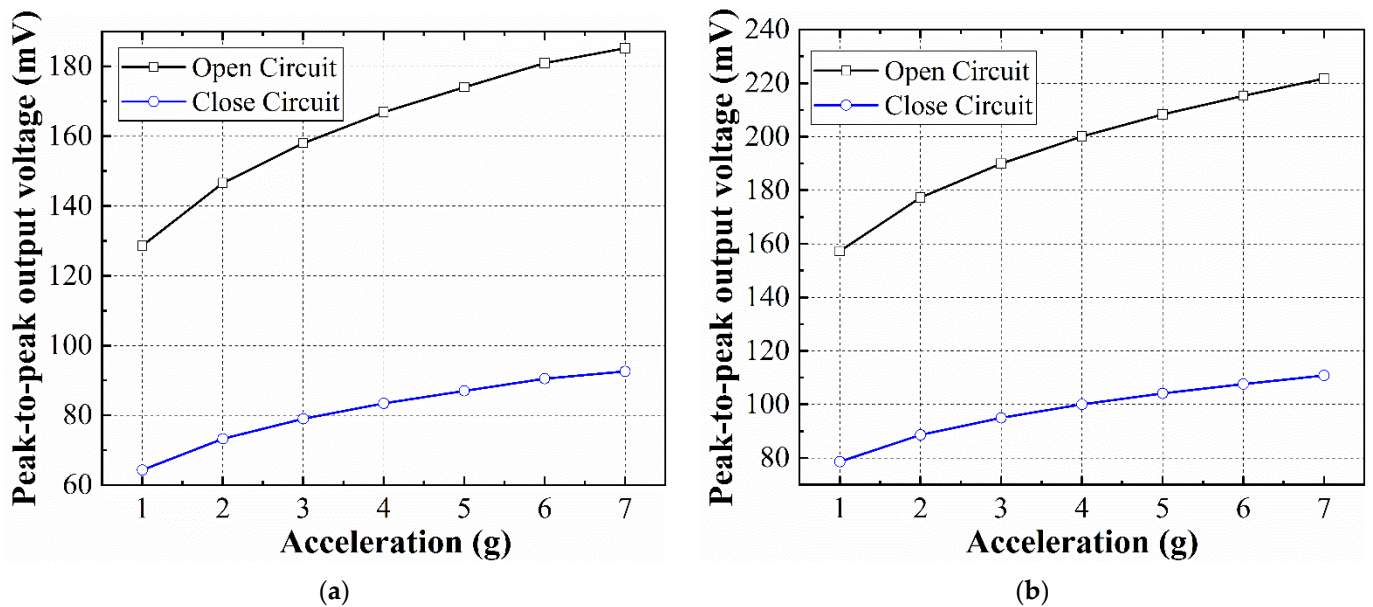 Peak-to-peak output voltage (mV)
180
160
140
120
100
80
60
Open Circuit
Close Circuit
1 2 3 4 5 6 7
Acceleration (g)
(a)
Peak-to-peak output voltage (mV)
240
220
200
180
160
140
120
100
80
Open Circuit
Close Circuit
1 2 3 4 5 6 7
Acceleration (g)
(b)